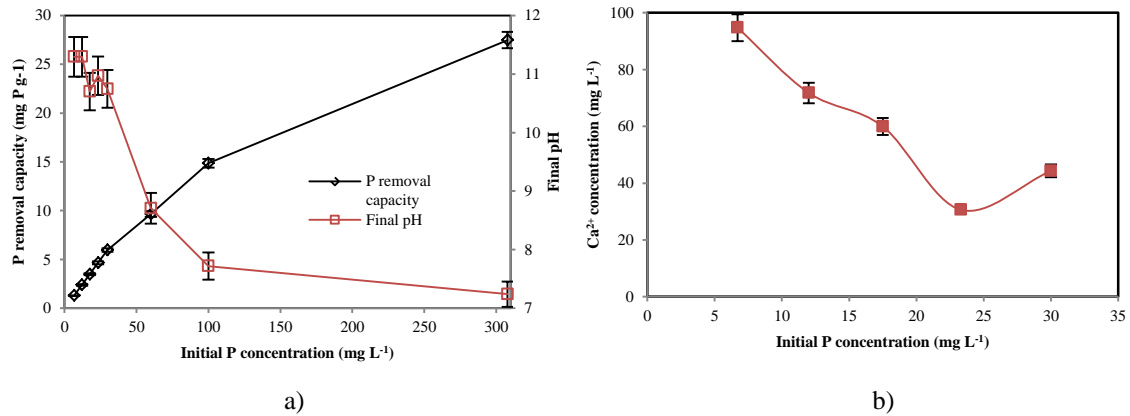 30
25
20
15
10
5
0
P removal capacity (mg P g-1)
12
11
10
9
8
7
Final pH
P removal
capacity
Final pH
0 50 100 150 200 250 300
Initial P concentration (mg L-1)
a)
100
80
60
40
20
0
Ca2+ concentration (mg L-1)
0 5 10 15 20 25 30 35
Initial P concentration (mg L-1)
b)